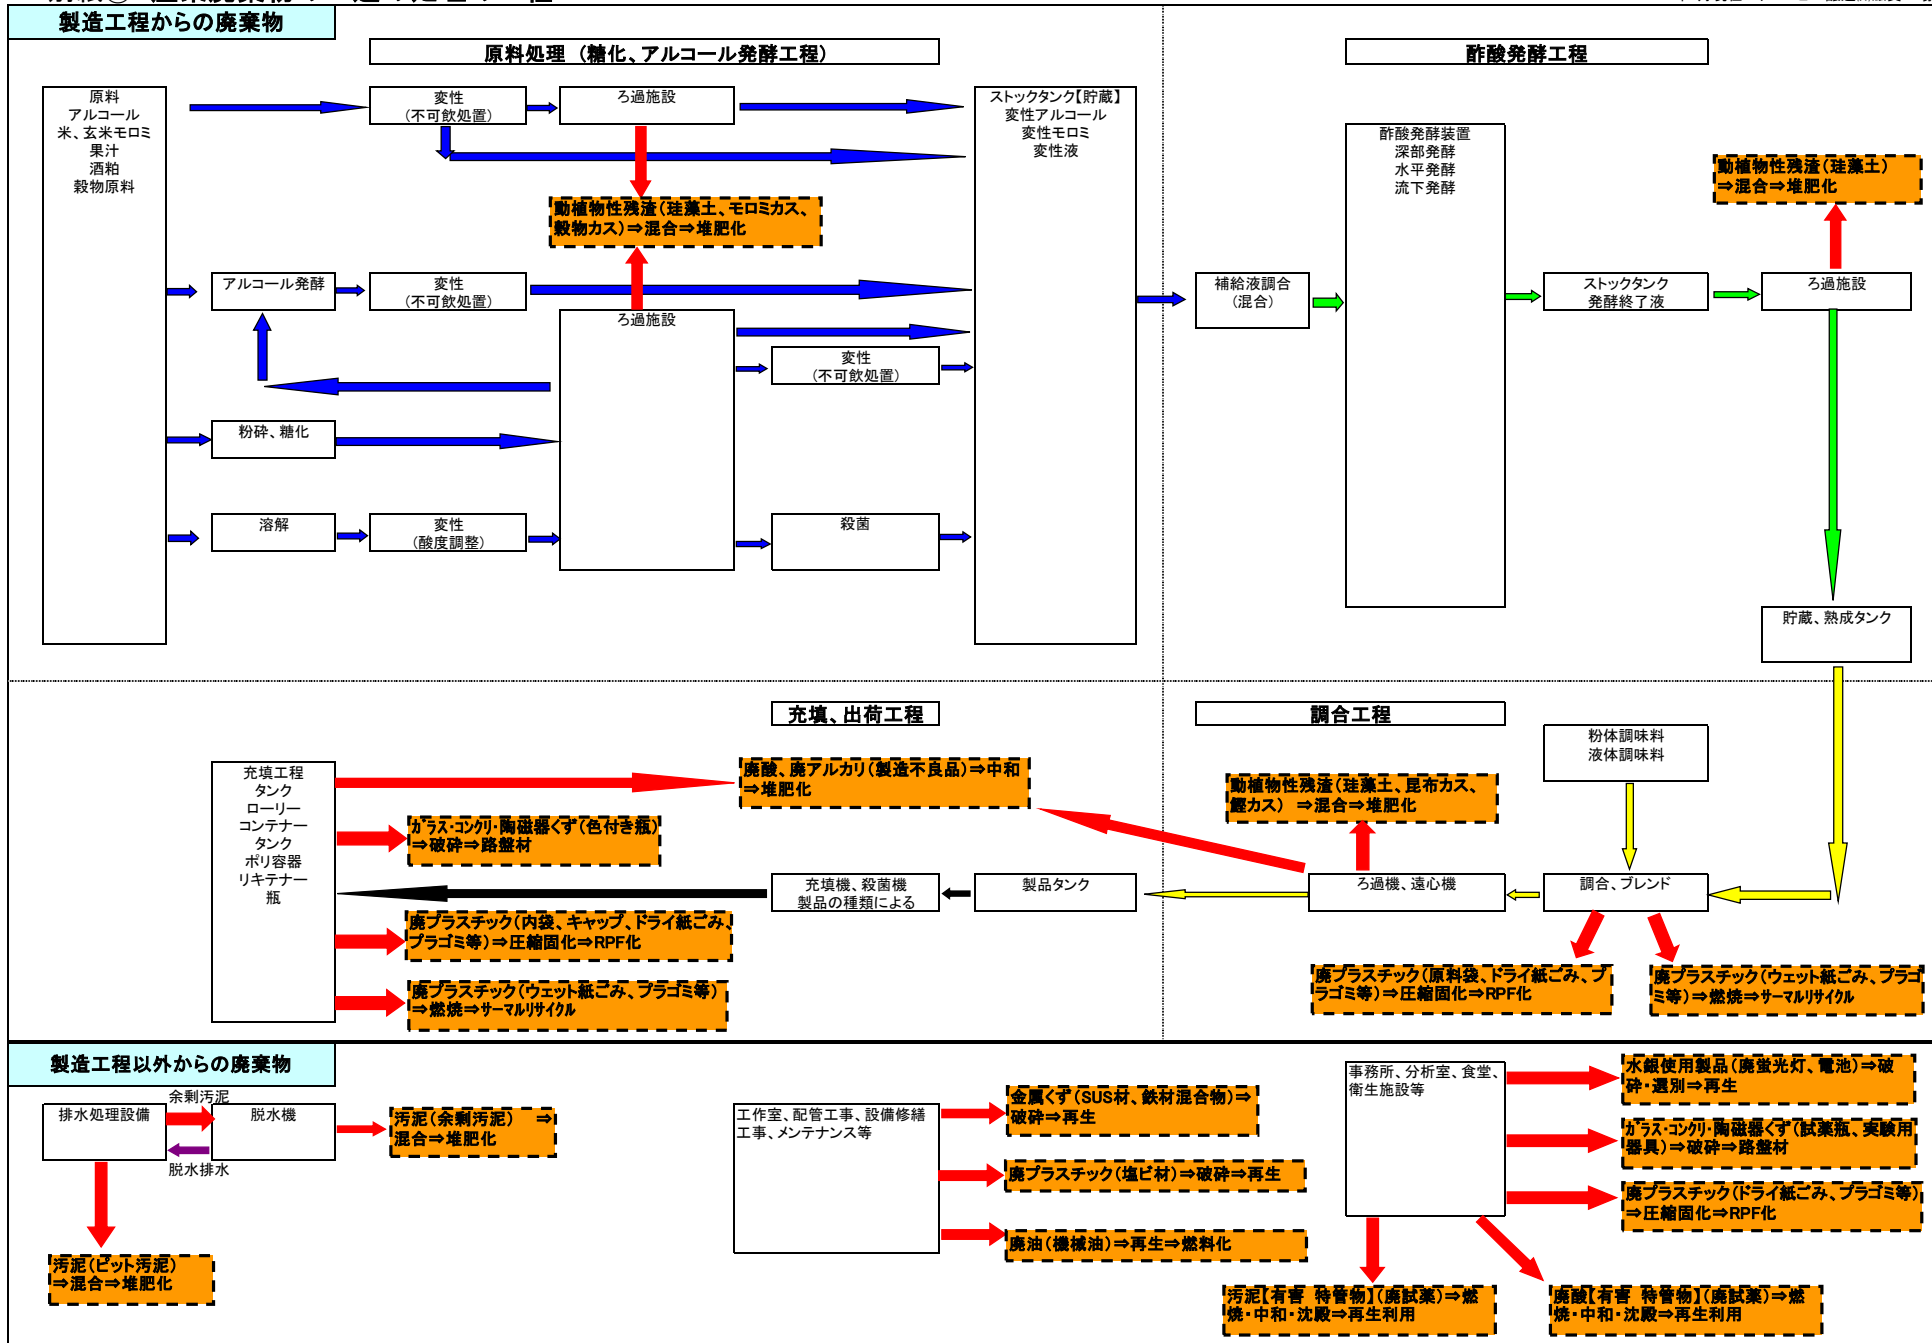 製造工程からの廃棄物
原料処理 （糖化、アルコール発酵工程）
酢酸発酵工程
原料
アルコール
米、玄米モロミ
果汁
酒粕
穀物原料
変性
（不可飲処置）
ろ過施設
ストックタンク【貯蔵】
変性アルコール
変性モロミ
変性液
酢酸発酵装置
深部発酵
水平発酵
流下発酵
動植物性残渣（珪藻土）
⇒混合⇒堆肥化
動植物性残渣（珪藻土、モロミカス、
穀物カス）⇒混合⇒堆肥化
アルコール発酵
変性
（不可飲処置）
補給液調合
（混合）
ストックタンク
発酵終了液
ろ過施設
ろ過施設
変性
（不可飲処置）
粉砕、糖化
溶解
変性
（酸度調整）
殺菌
貯蔵、熟成タンク
充填、出荷工程
調合工程
粉体調味料
液体調味料
充填工程
タンク
ローリー
コンテナー
タンク
ポリ容器
リキテナー
瓶
廃酸、廃アルカリ（製造不良品）⇒中和
⇒堆肥化
動植物性残渣（珪藻土、昆布カス、
鰹カス） ⇒混合⇒堆肥化
ｶﾞﾗｽ・ｺﾝｸﾘ・陶磁器くず（色付き瓶）
⇒破砕⇒路盤材
充填機、殺菌機
製品の種類による
製品タンク
ろ過機、遠心機
調合、ブレンド
廃プラスチック（内袋、キャップ、ドライ紙ごみ、
プラゴミ等）⇒圧縮固化⇒RPF化
廃プラスチック（原料袋、ドライ紙ごみ、プ
ラゴミ等）⇒圧縮固化⇒RPF化
廃プラスチック（ウェット紙ごみ、プラゴ
ミ等）⇒燃焼⇒ｻｰﾏﾙﾘｻｲｸﾙ
廃プラスチック（ウェット紙ごみ、プラゴミ等）
⇒燃焼⇒ｻｰﾏﾙﾘｻｲｸﾙ
製造工程以外からの廃棄物
余剰汚泥
排水処理設備
脱水機
脱水排水
汚泥（余剰汚泥） ⇒
混合⇒堆肥化
汚泥（ピット汚泥）
⇒混合⇒堆肥化
工作室、配管工事、設備修繕
工事、メンテナンス等
金属くず（SUS材、鉄材混合物）⇒
破砕⇒再生
廃プラスチック（塩ビ材）⇒破砕⇒再生
廃油（機械油）⇒再生⇒燃料化
事務所、分析室、食堂、
衛生施設等
水銀使用製品（廃蛍光灯、電池）⇒破
砕・選別⇒再生
ｶﾞﾗｽ・ｺﾝｸﾘ・陶磁器くず（試薬瓶、実験用
器具）⇒破砕⇒路盤材
廃プラスチック（ドライ紙ごみ、プラゴミ等）
⇒圧縮固化⇒RPF化
汚泥【有害 特管物】（廃試薬）⇒燃
焼・中和・沈殿⇒再生利用
廃酸【有害 特管物】（廃試薬）⇒燃
焼・中和・沈殿⇒再生利用